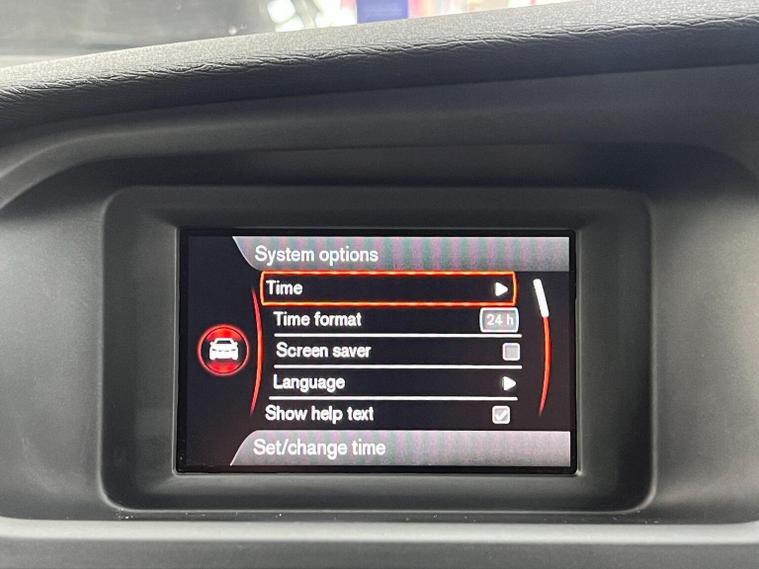 System options
Time
Time format 24 h
Screen saver
Language
Show help text
Set/change time